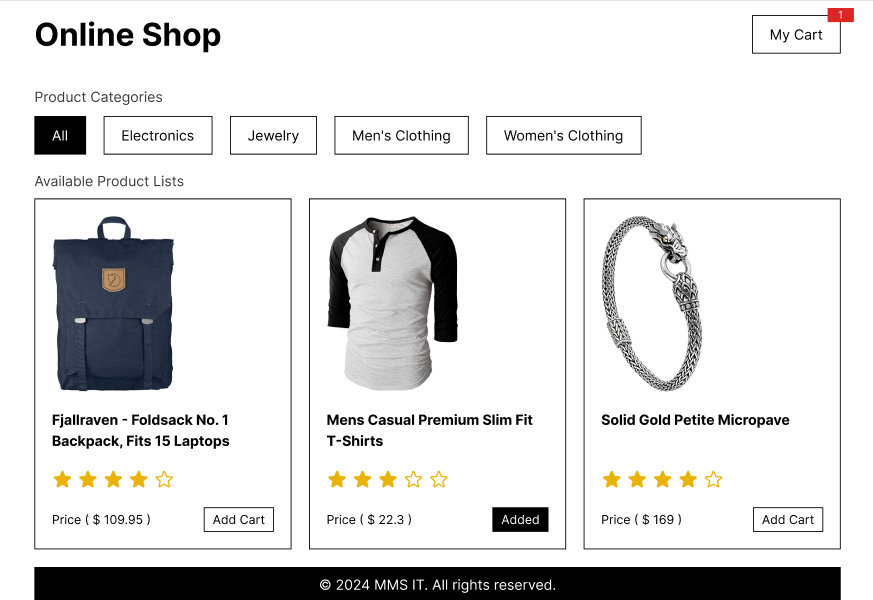 Online Shop
My Cart
1
Product Categories
All
Electronics
Jewelry
Men's Clothing
Women's Clothing
Available Product Lists
Fjallraven - Foldsack No. 1
Backpack, Fits 15 Laptops
Price ( $ 109.95 )
Add Cart
Mens Casual Premium Slim Fit
T-Shirts
Price ( $ 22.3 )
Added
Solid Gold Petite Micropave
Price ( $ 169 )
Add Cart
© 2024 MMS IT. All rights reserved.